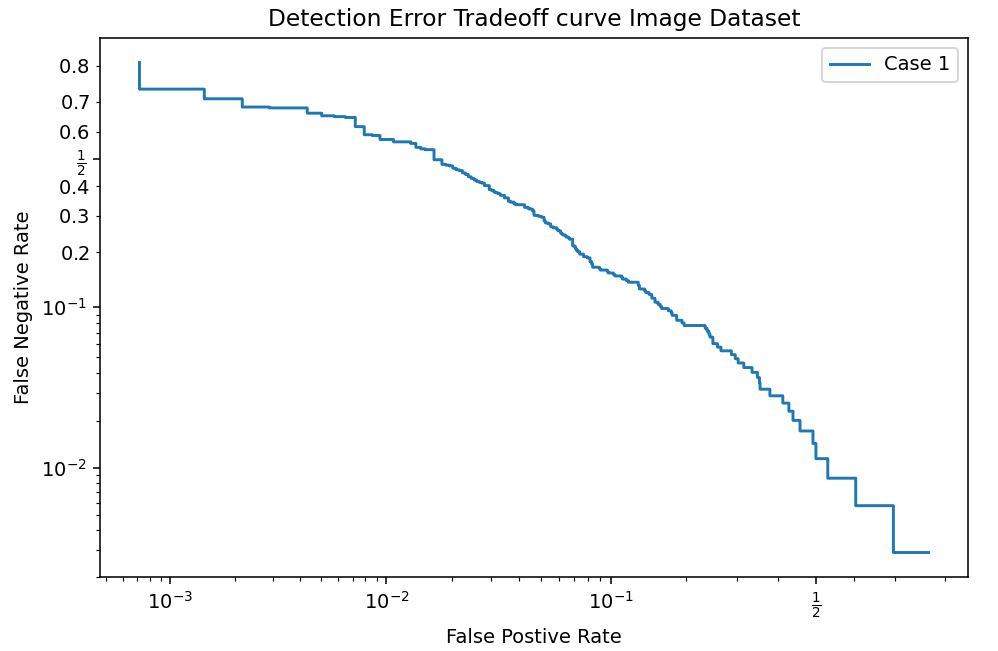 Detection Error Tradeoff curve Image Dataset
Case 1
False Negative Rate
0.8
0.7
0.6
1/2
0.4
0.3
0.2
10⁻¹
10⁻²
10⁻³ 10⁻² 10⁻¹ 1/2
False Postive Rate